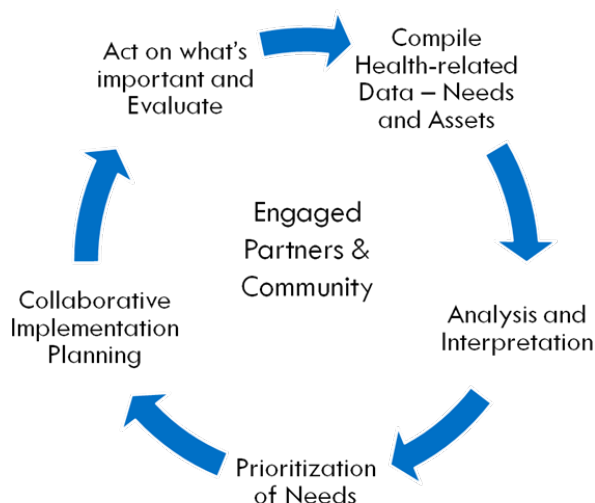 Act on what's
important and
Evaluate
Compile
Health-related
Data – Needs
and Assets
Engaged
Partners &
Community
Analysis and
Interpretation
Collaborative
Implementation
Planning
Prioritization
of Needs